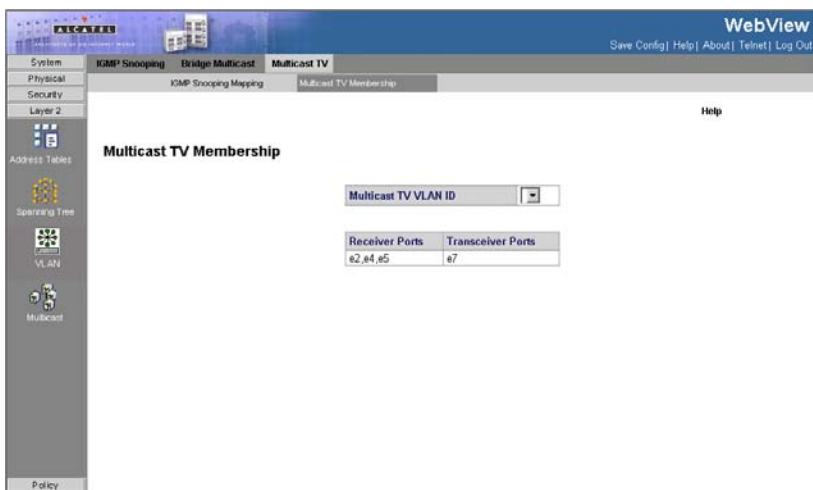 ALCATEL
WebView
Save Config| Help| About| Telnet| Log Out
System
Physical
Security
Layer 2
IGMP Snooping Bridge Multicast Multicast TV
IGMP Snooping Mapping Multicast TV Membership
Help
Address Tables
Spanning Tree
VLAN
Multicast
Multicast TV Membership
Multicast TV VLAN ID
Receiver Ports Transceiver Ports
e2,e4,e5 e7
Policy